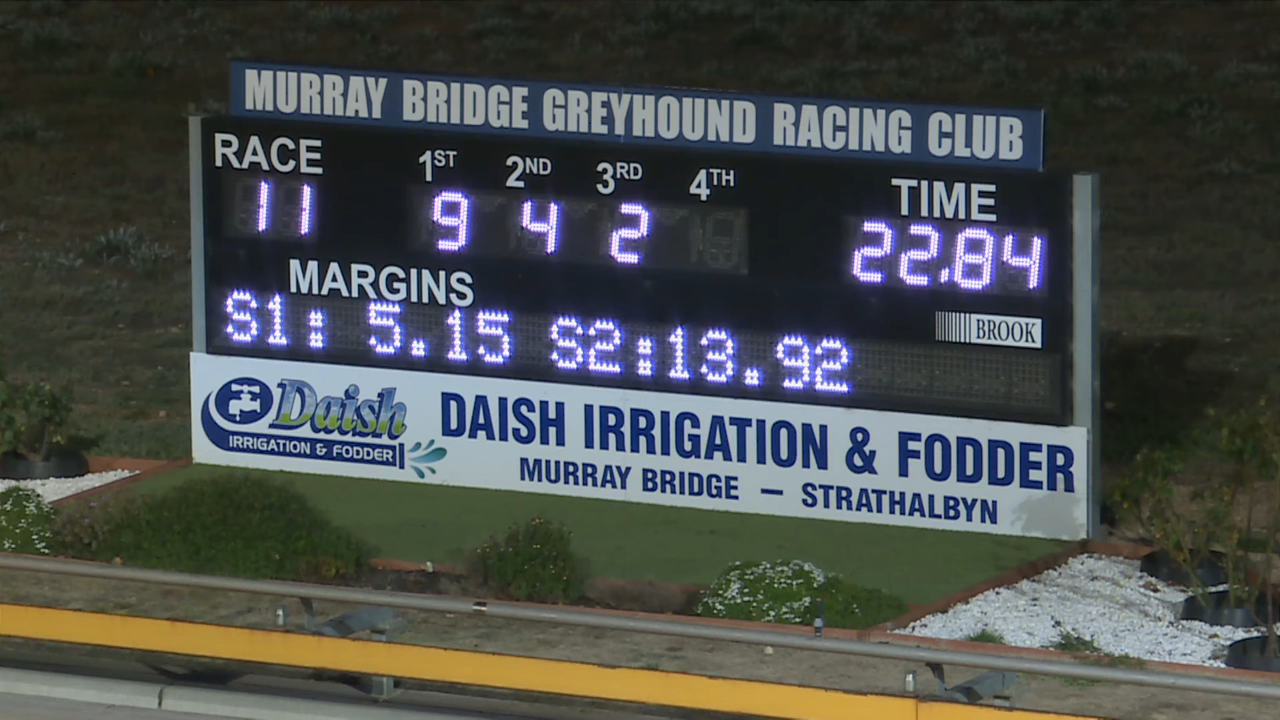 MURRAY BRIDGE GREYHOUND RACING CLUB
RACE 1ST 2ND 3RD 4TH TIME
11 9 4 2 22.84
MARGINS
S1: 5.15 S2:13.92
BROOK
Daish
IRRIGATION & FODDER
DAISH IRRIGATION & FODDER
MURRAY BRIDGE – STRATHALBYN